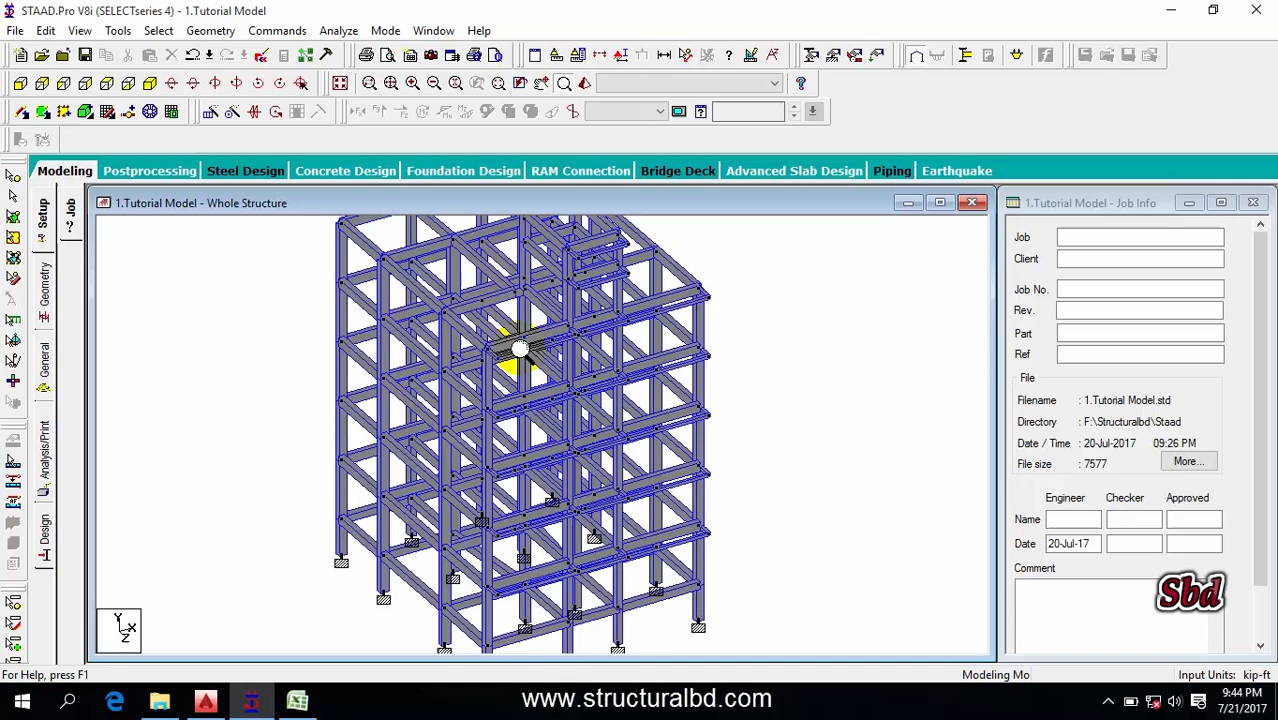 STAAD.Pro V8i (SELECTseries 4) - 1.Tutorial Model
File Edit View Tools Select Geometry Commands Analyze Mode Window Help
Modeling Postprocessing Steel Design Concrete Design Foundation Design RAM Connection Bridge Deck Advanced Slab Design Piping Earthquake
Setup
Job
Geometry
General
Analysis/Print
Design
1.Tutorial Model - Whole Structure
Y
X
Z
1.Tutorial Model - Job Info
Job
Client
Job No.
Rev.
Part
Ref
File
Filename : 1.Tutorial Model.std
Directory : F:\Structuralbd\Staad
Date / Time : 20-Jul-2017 09:26 PM
File size : 7577 More...
Engineer Checker Approved
Name
Date 20-Jul-17
Comment
Sbd
For Help, press F1 Modeling Mo Input Units: kip-ft
www.structuralbd.com
9:44 PM
7/21/2017